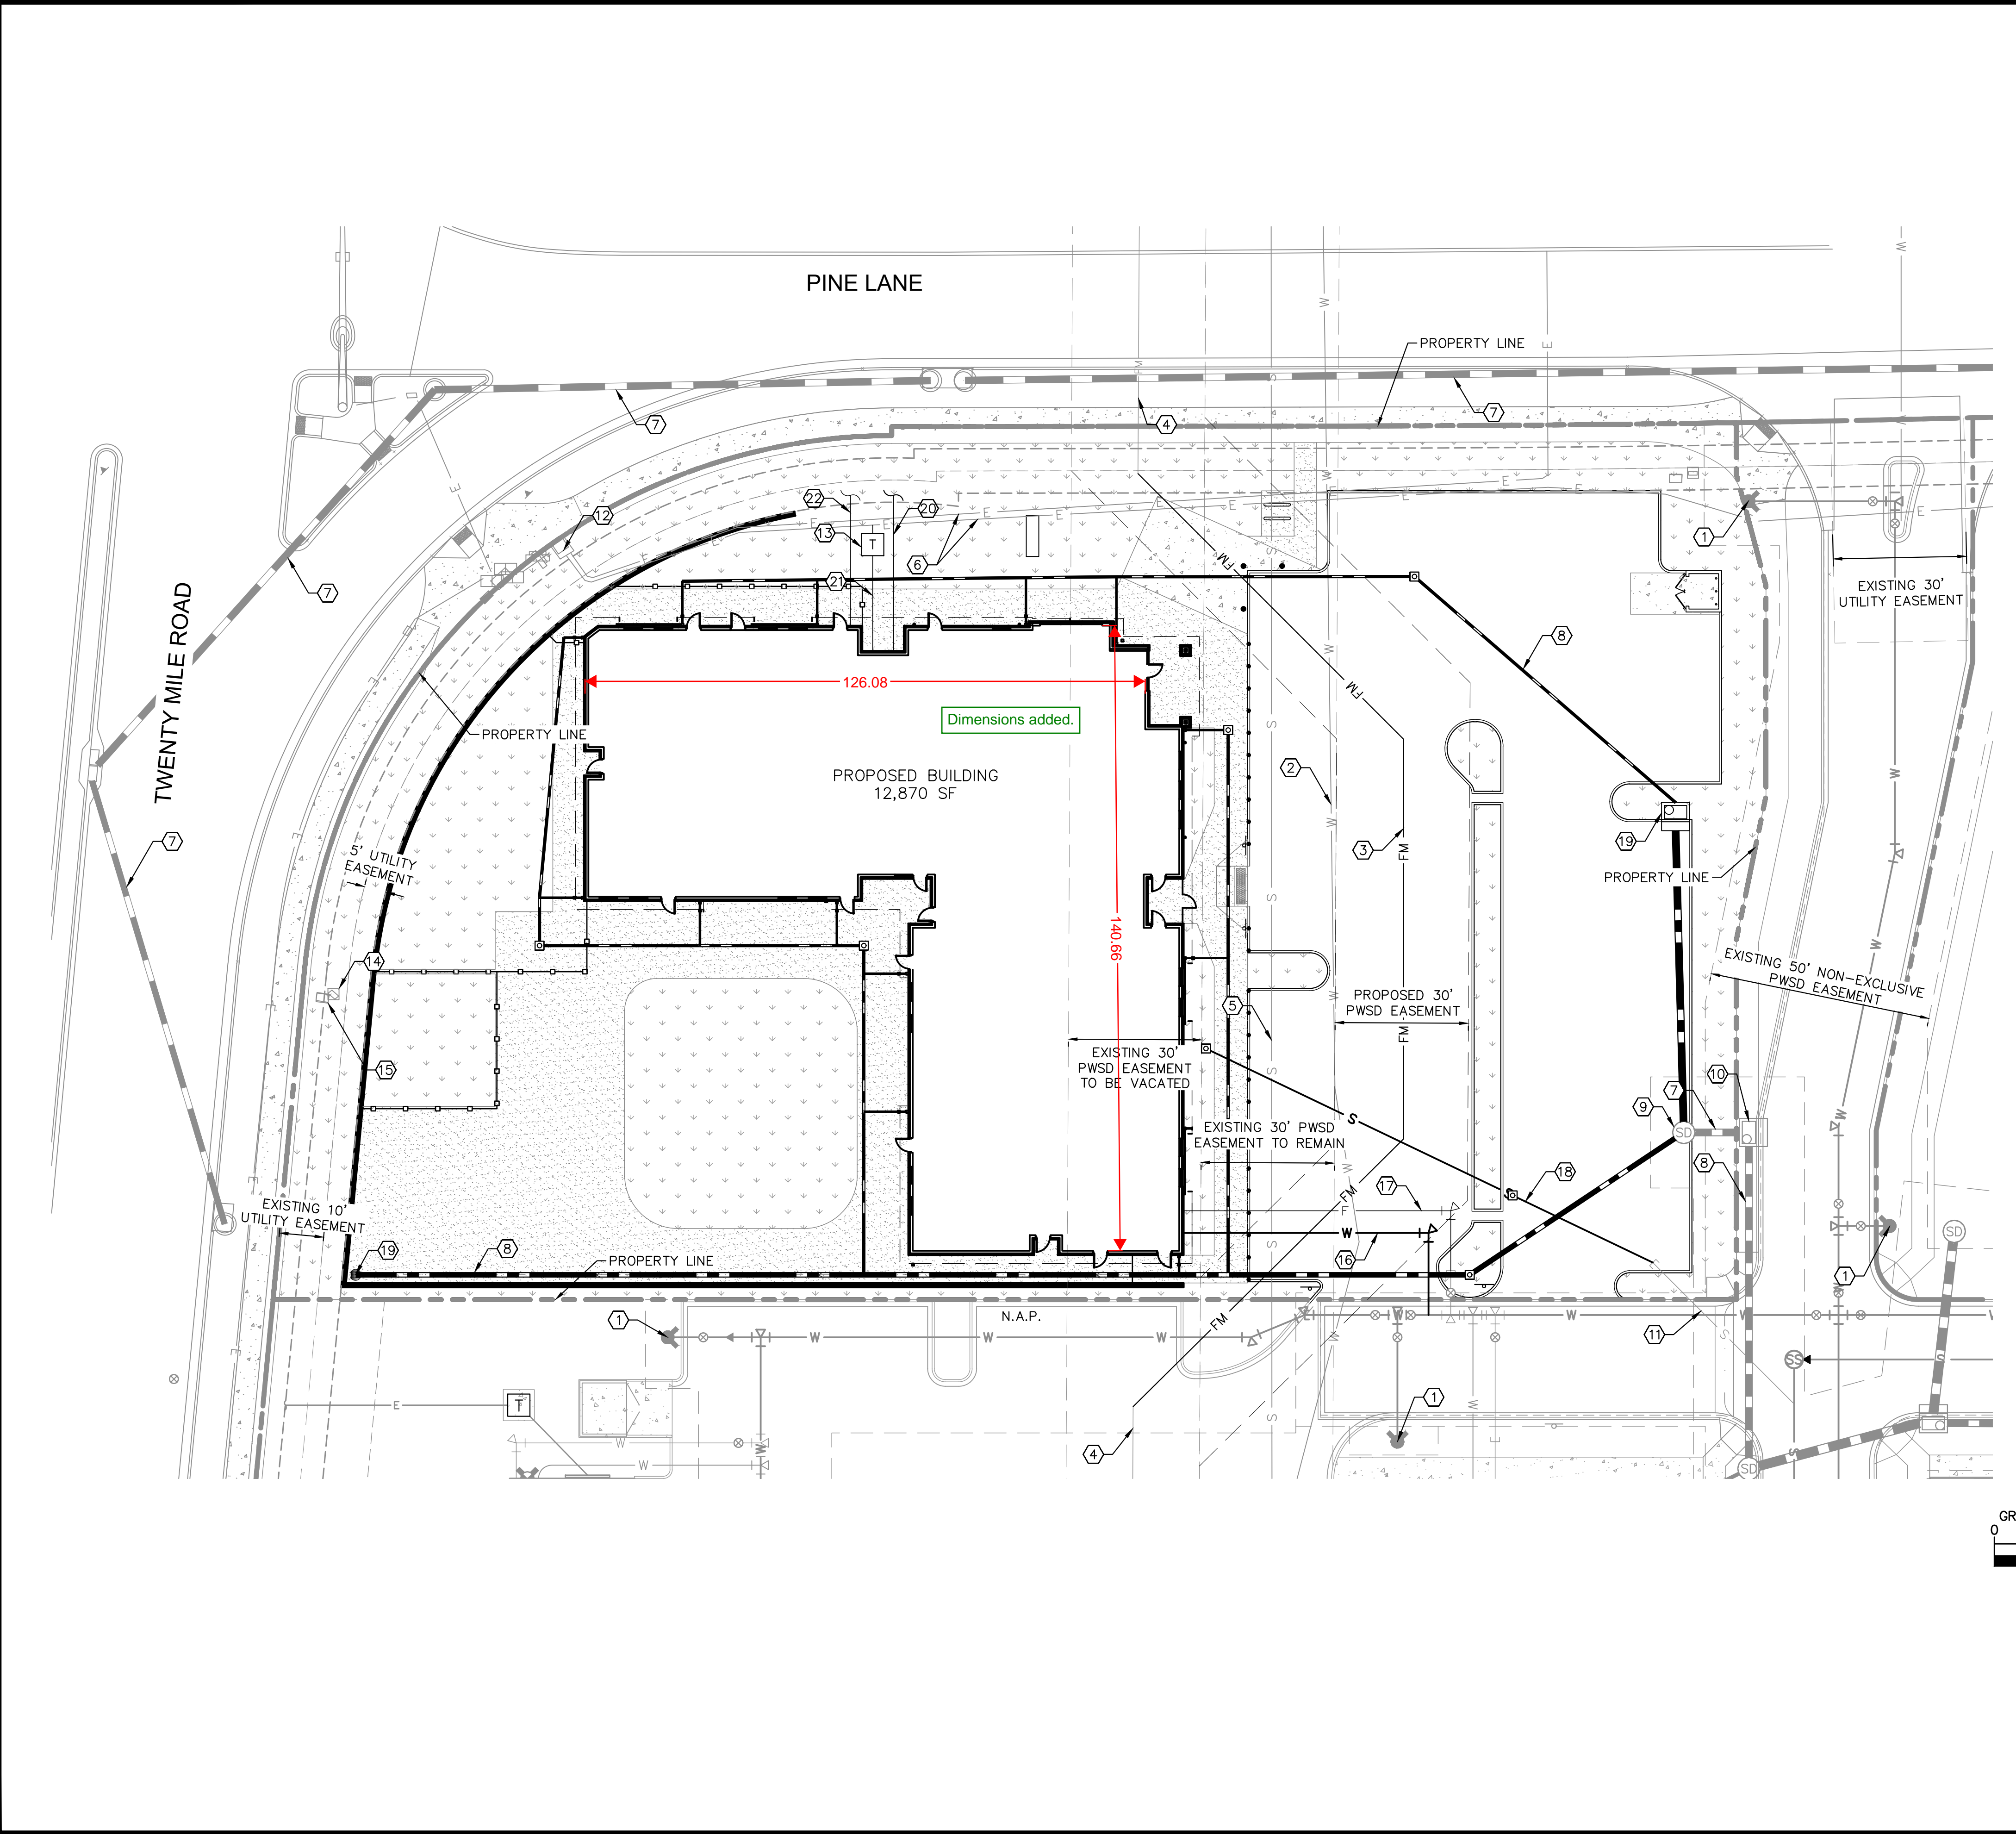 PINE LANE
PROPERTY LINE
E
W
W
FM
S
W
7
4
7
E
22
20
12
13
T
6
21
1
7
TWENTY MILE ROAD
EXISTING 30'
UTILITY EASEMENT
FM
8
126.08
FM
Dimensions added.
PROPERTY LINE
PROPOSED BUILDING
12,870 SF
2
W
S
W
7
3
FM
19
5' UTILITY
EASEMENT
PROPERTY LINE
140.66
14
EXISTING 50' NON-EXCLUSIVE
PWSD EASEMENT
5
PROPOSED 30'
PWSD EASEMENT
FM
15
EXISTING 30'
PWSD EASEMENT
TO BE VACATED
10
7
9
SD
S
EXISTING 30' PWSD
EASEMENT TO REMAIN
8
18
17
FM
F
W
16
EXISTING 10'
UTILITY EASEMENT
SD
19
8
PROPERTY LINE
1
N.A.P.
FM
1
W
W
W
W
W
11
SS
S
T
E
1
W
W
4
S
SD
GR
0